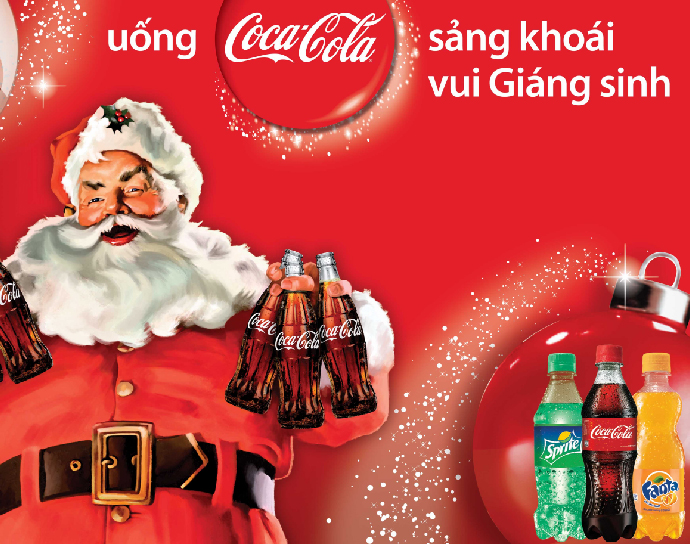 uống Coca-Cola sảng khoái
vui Giáng sinh
Cola
Coca-Cola
Coca-Cola
Coca-Cola
Sprite
Coca-Cola
Fanta